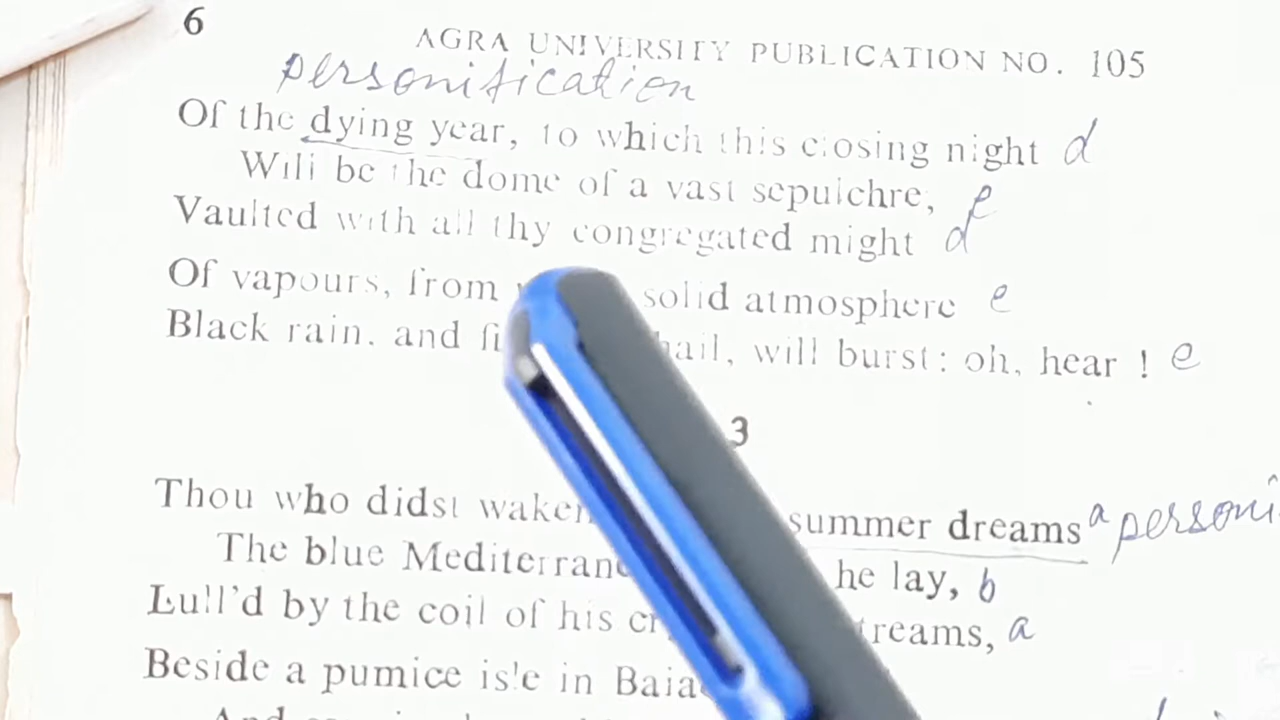 6
AGRA UNIVERSITY PUBLICATION NO. 105
personification
Of the dying year, to which this closing night d
Will be the dome of a vast sepulchre, e
Vaulted with all thy congregated might d
Of vapours, from solid atmosphere e
Black rain. and hail, will burst: oh, hear ! e
3
Thou who didst waken summer dreams a personi
The blue he lay, b
Lull'd by the coil of his a
Beside a pumice isle in